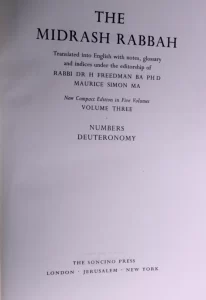 THE
MIDRASH RABBAH
Translated into English with notes, glossary
and indices under the editorship of
RABBI DR H FREEDMAN BA PH D
MAURICE SIMON MA
New Compact Edition in Five Volumes
VOLUME THREE
NUMBERS
DEUTERONOMY
THE SONCINO PRESS
LONDON · JERUSALEM · NEW YORK